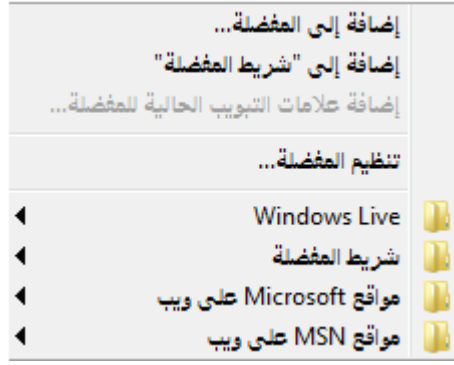 إضافة إلى المفضلة...
إضافة إلى "شريط المفضلة"
إضافة علامات التبويب الحالية للمفضلة...
تنظيم المفضلة...
Windows Live
شريط المفضلة
مواقع Microsoft على ويب
مواقع MSN على ويب